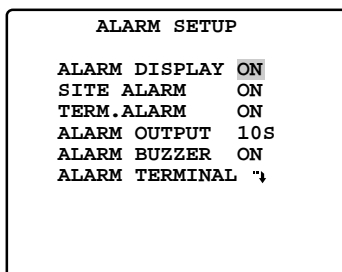 ALARM SETUP
ALARM DISPLAY ON
SITE ALARM ON
TERM.ALARM ON
ALARM OUTPUT 10S
ALARM BUZZER ON
ALARM TERMINAL